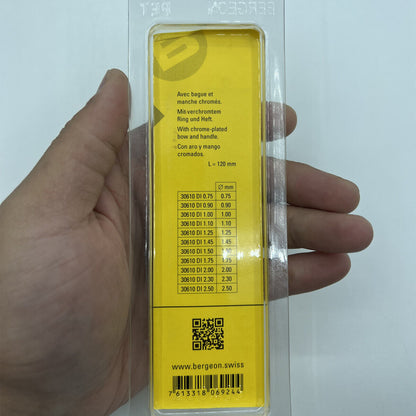 BERGEON
PET
Avec bague et
manche chromés.
Mit verchromtem
Ring und Heft.
With chrome-plated
bow and handle.
Con aro y mango
cromados.
L = 120 mm
Ø mm
30610 DI 0.75 0.75
30610 DI 0.90 0.90
30610 DI 1.00 1.00
30610 DI 1.10 1.10
30610 DI 1.25 1.25
30610 DI 1.45 1.45
30610 DI 1.50 1.50
30610 DI 1.75 1.75
30610 DI 2.00 2.00
30610 DI 2.30 2.30
30610 DI 2.50 2.50
www.bergeon.swiss
7 613318 069244